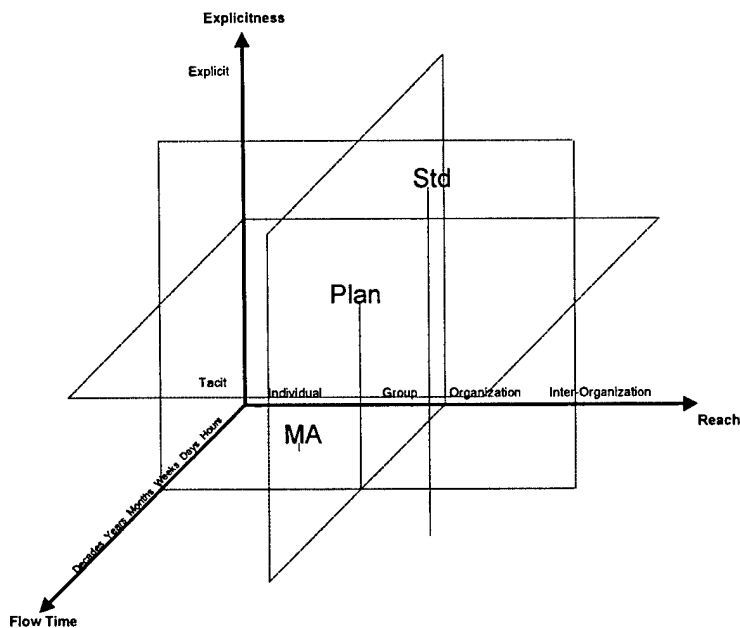 Explicitness
Explicit
Std
Plan
Tacit
Individual Group Organization Inter-Organization
Reach
MA
Decades Years Months Weeks Days Hours
Flow Time